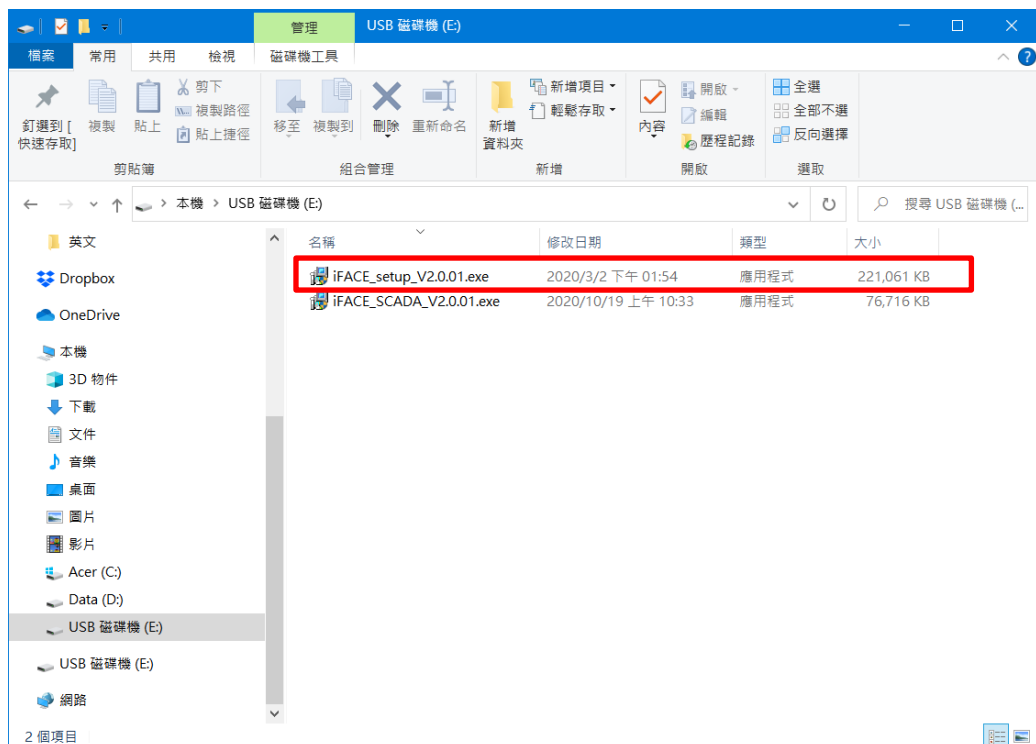 管理
USB 磁碟機 (E:)
檔案
常用
共用
檢視
磁碟機工具
釘選到 [
快速存取]
複製
貼上
剪下
複製路徑
貼上捷徑
剪貼簿
移至
複製到
刪除
重新命名
組合管理
新增
資料夾
新增項目
輕鬆存取
新增
內容
開啟
編輯
歷程記錄
開啟
全選
全部不選
反向選擇
選取
本機 > USB 磁碟機 (E:)
搜尋 USB 磁碟機 (...
名稱
修改日期
類型
大小
iFACE_setup_V2.0.01.exe 2020/3/2 下午 01:54 應用程式 221,061 KB
iFACE_SCADA_V2.0.01.exe 2020/10/19 上午 10:33 應用程式 76,716 KB
英文
Dropbox
OneDrive
本機
3D 物件
下載
文件
音樂
桌面
圖片
影片
Acer (C:)
Data (D:)
USB 磁碟機 (E:)
USB 磁碟機 (E:)
網路
2 個項目